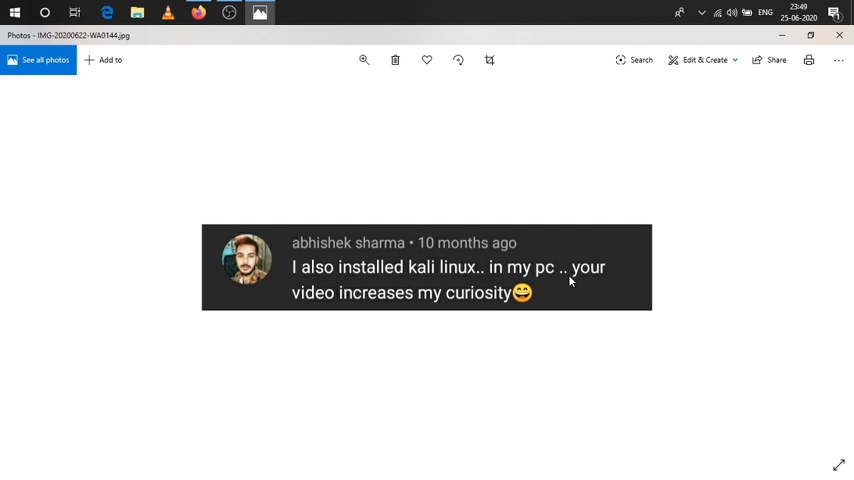 23:49
ENG
25-06-2020
1
Photos - IMG-20200622-WA0144.jpg
See all photos
Add to
Search
Edit & Create
Share
abhishek sharma • 10 months ago
I also installed kali linux.. in my pc .. your
video increases my curiosity😄